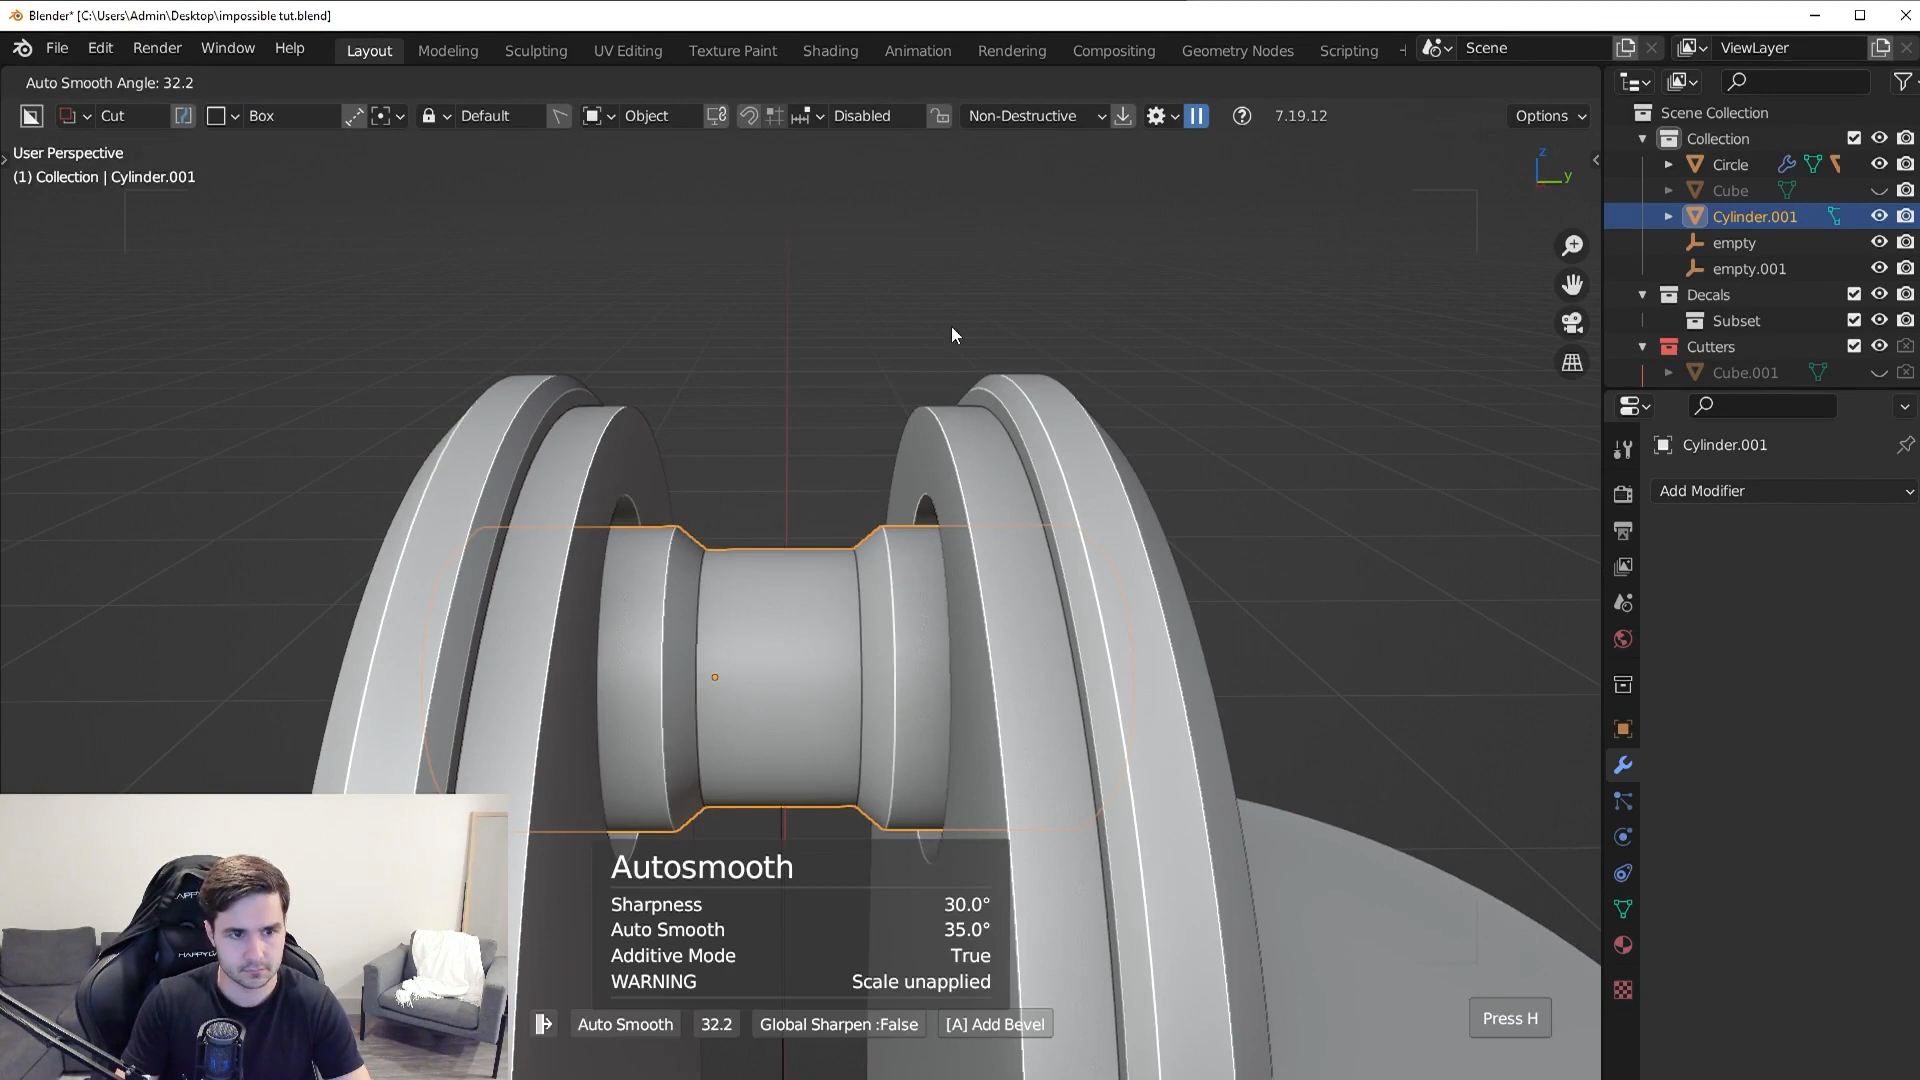 Blender* [C:\Users\Admin\Desktop\impossible tut.blend]
File Edit Render Window Help Layout Modeling Sculpting UV Editing Texture Paint Shading Animation Rendering Compositing Geometry Nodes Scripting Scene ViewLayer
Auto Smooth Angle: 32.2
Cut Box Default Object Disabled Non-Destructive 7.19.12 Options
User Perspective
(1) Collection | Cylinder.001
z
y
Scene Collection
Collection
Circle
Cube
Cylinder.001
empty
empty.001
Decals
Subset
Cutters
Cube.001
Cylinder.001
Add Modifier
Autosmooth
Sharpness 30.0°
Auto Smooth 35.0°
Additive Mode True
WARNING Scale unapplied
Auto Smooth 32.2 Global Sharpen :False [A] Add Bevel
Press H